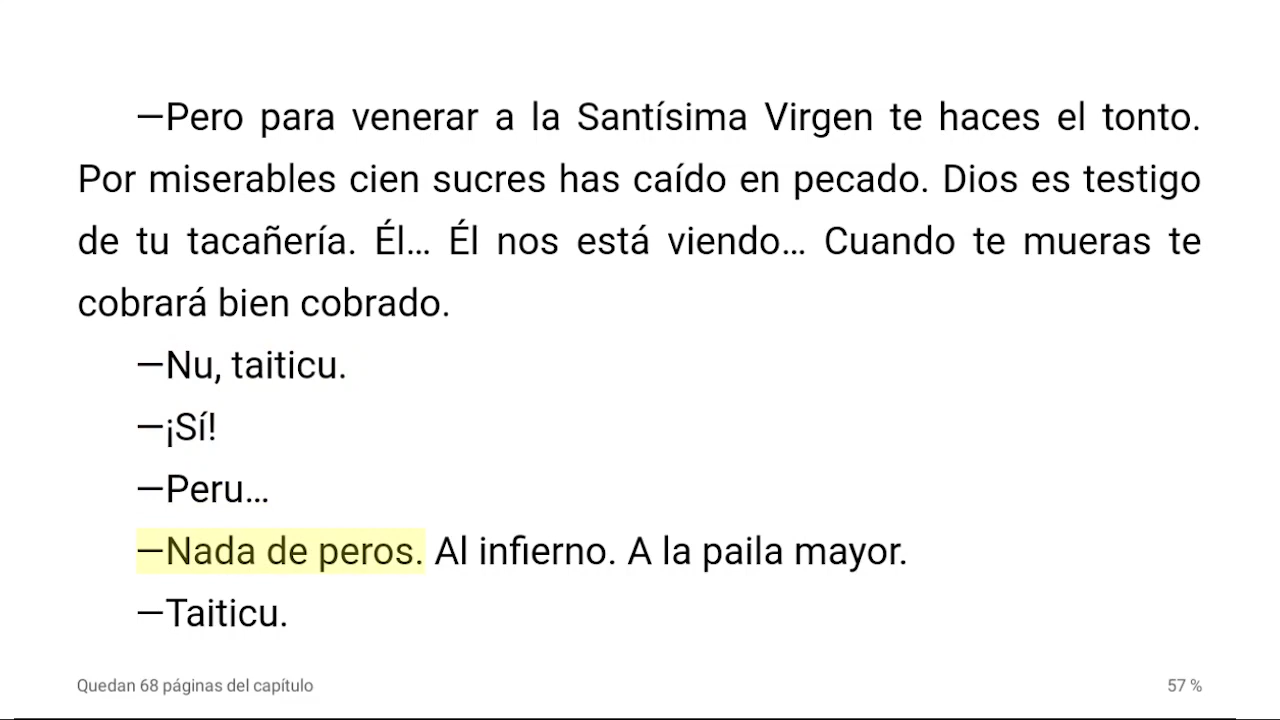 —Pero para venerar a la Santísima Virgen te haces el tonto.
Por miserables cien sucres has caído en pecado. Dios es testigo
de tu tacañería. Él… Él nos está viendo… Cuando te mueras te
cobrará bien cobrado.
—Nu, taiticu.
—¡Sí!
—Peru…
—Nada de peros. Al infierno. A la paila mayor.
—Taiticu.
Quedan 68 páginas del capítulo 57 %